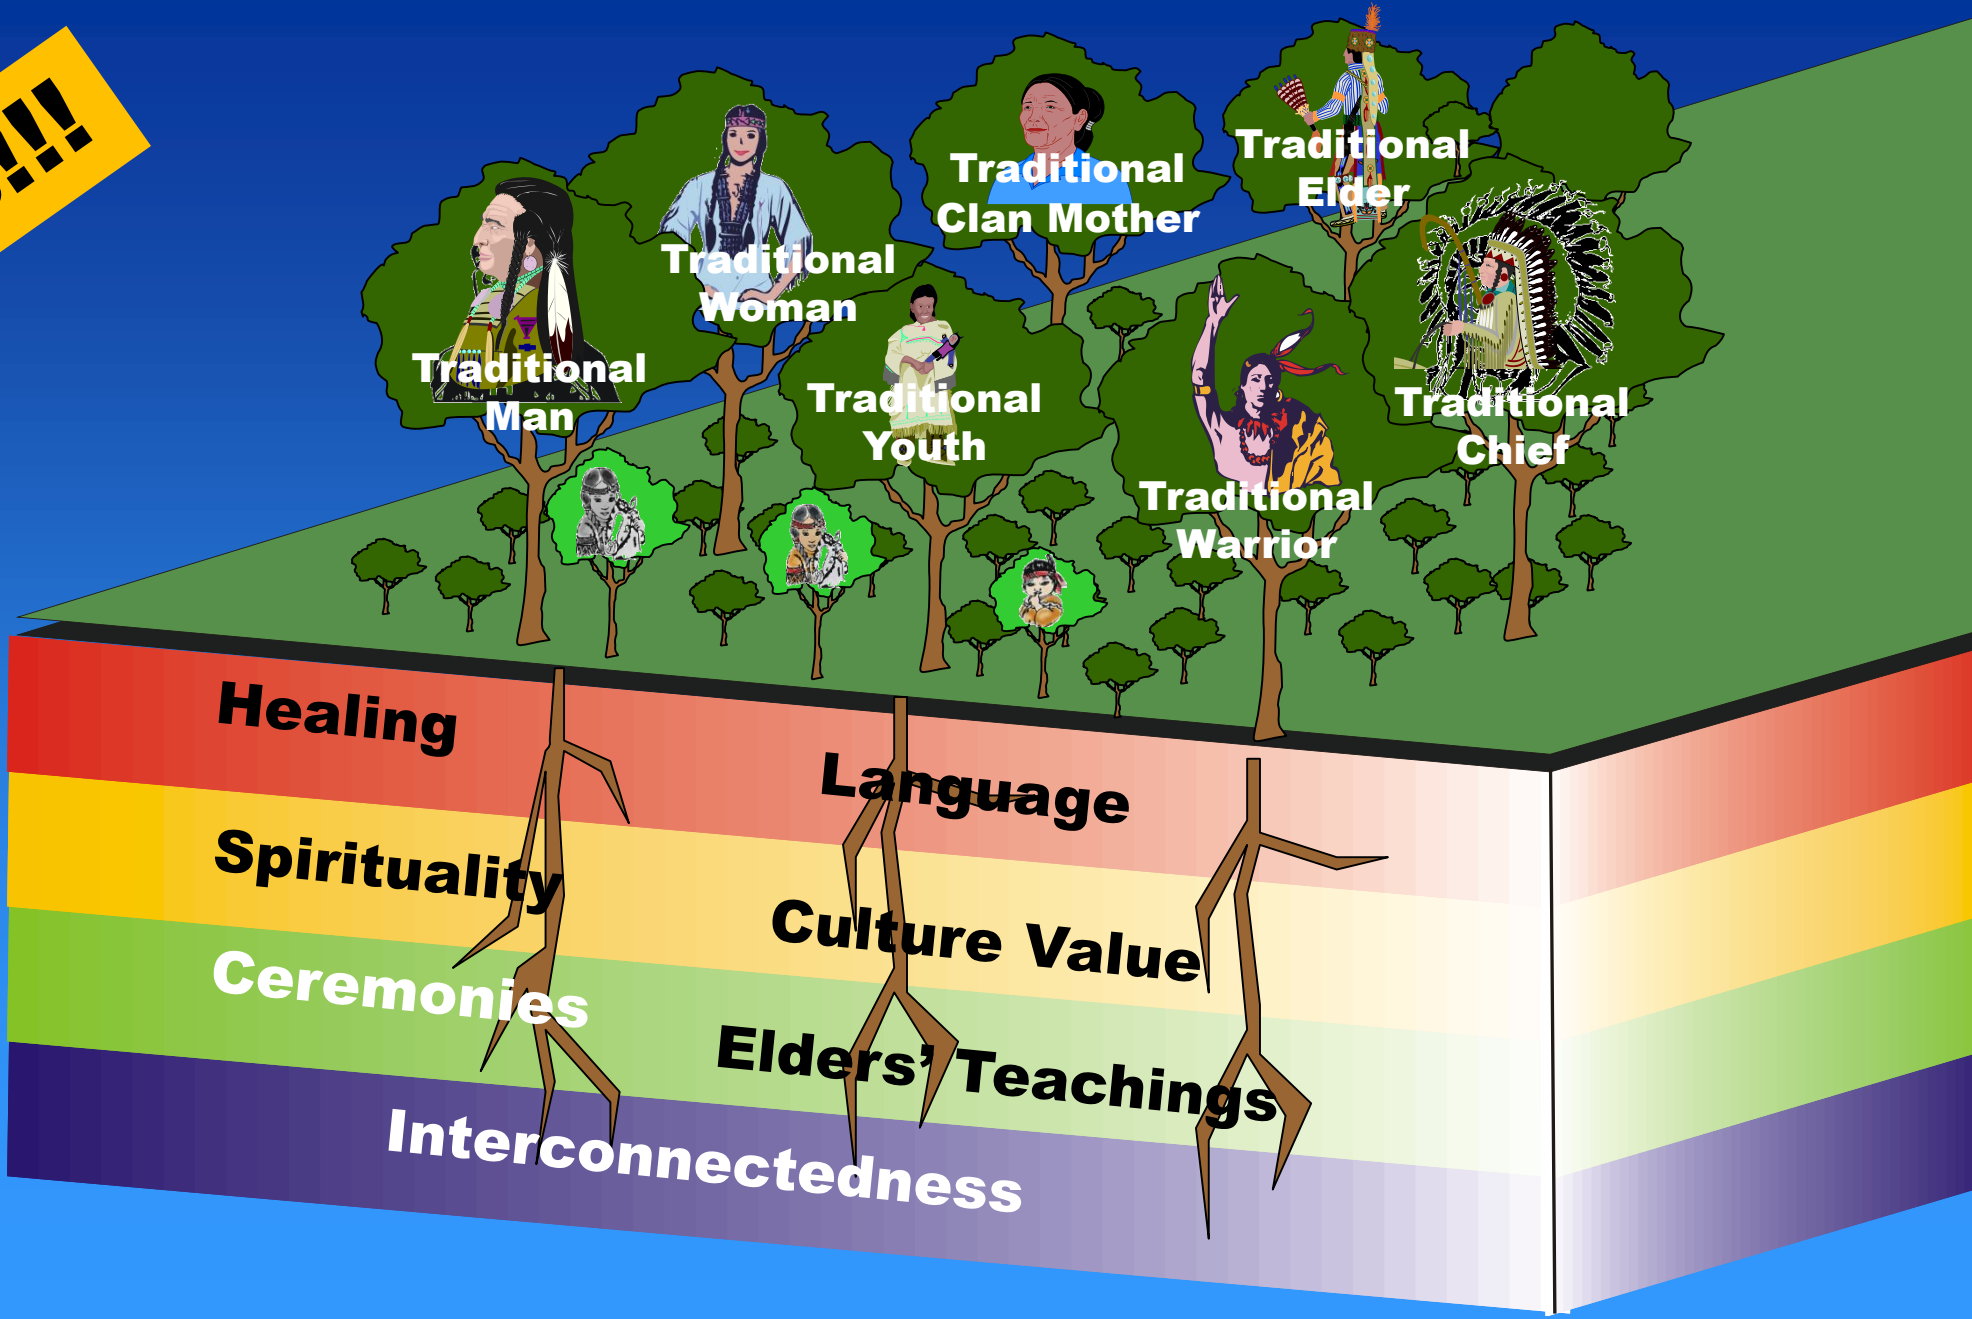 !!!
Traditional
Elder
Traditional
Clan Mother
Traditional
Woman
Traditional
Man
Traditional
Youth
Traditional
Chief
Traditional
Warrior
Healing
Language
Spirituality
Culture Value
Ceremonies
Elders’ Teachings
Interconnectedness